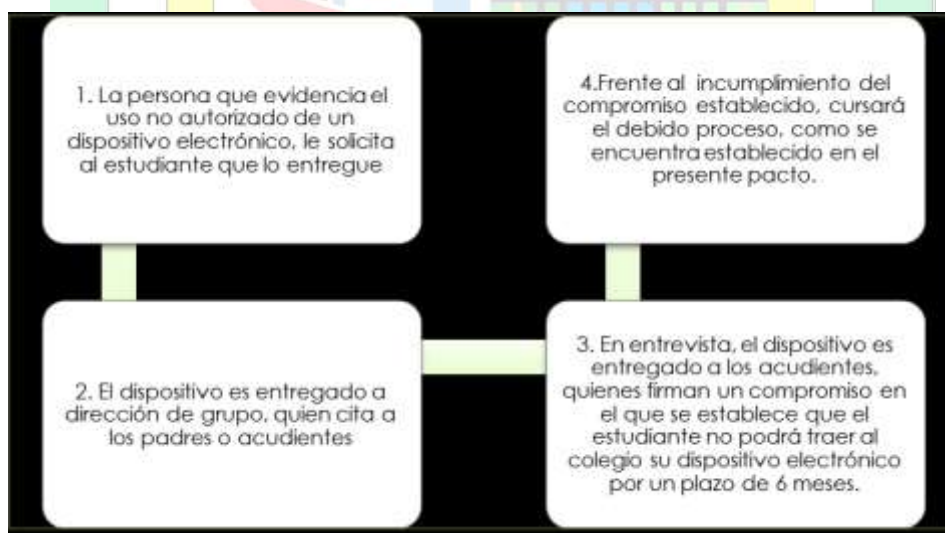 1. La persona que evidencia el
uso no autorizado de un
dispositivo electrónico, le solicita
al estudiante que lo entregue
2. El dispositivo es entregado a
dirección de grupo, quien cita a
los padres o acudientes
3. En entrevista, el dispositivo es
entregado a los acudientes,
quienes firman un compromiso en
el que se establece que el
estudiante no podrá traer al
colegio su dispositivo electrónico
por un plazo de 6 meses.
4.Frente al incumplimiento del
compromiso establecido, cursará
el debido proceso, como se
encuentra establecido en el
presente pacto.